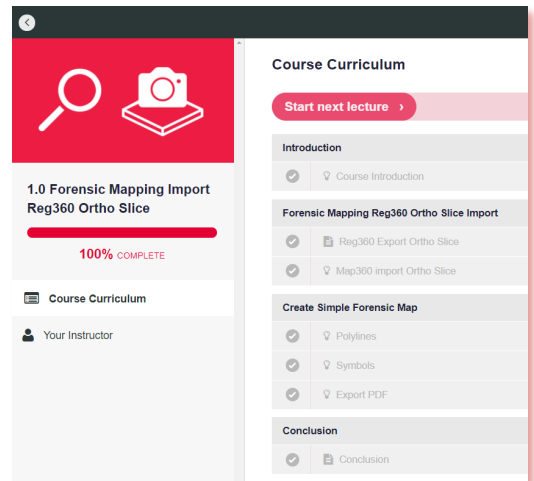 1.0 Forensic Mapping Import
Reg360 Ortho Slice
100% COMPLETE
Course Curriculum
Your Instructor
Course Curriculum
Start next lecture ›
Introduction
Course Introduction
Forensic Mapping Reg360 Ortho Slice Import
Reg360 Export Ortho Slice
Map360 import Ortho Slice
Create Simple Forensic Map
Polylines
Symbols
Export PDF
Conclusion
Conclusion